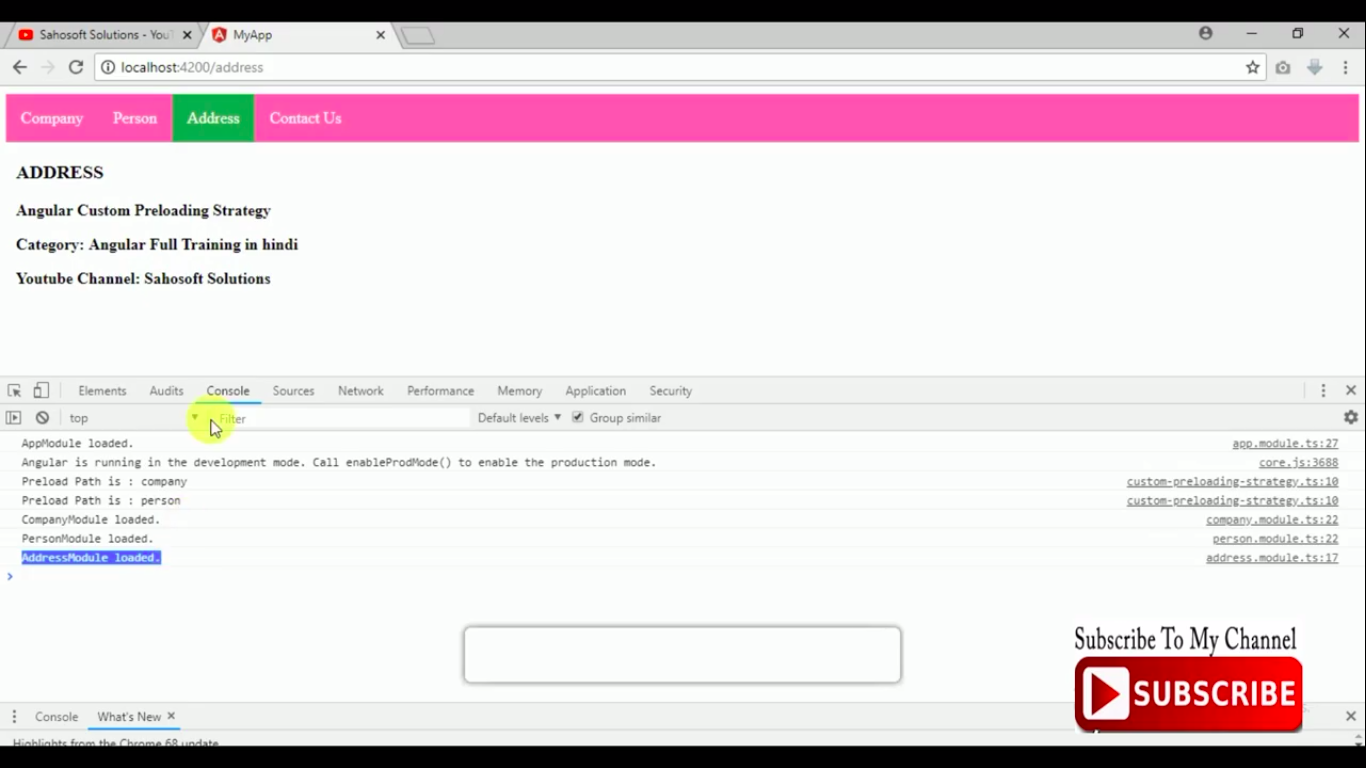 Sahosoft Solutions - YouT
MyApp
localhost:4200/address
Company Person Address Contact Us
ADDRESS
Angular Custom Preloading Strategy
Category: Angular Full Training in hindi
Youtube Channel: Sahosoft Solutions
Elements Audits Console Sources Network Performance Memory Application Security
top Filter Default levels Group similar
AppModule loaded. app.module.ts:27
Angular is running in the development mode. Call enableProdMode() to enable the production mode. core.js:3688
Preload Path is : company custom-preloading-strategy.ts:10
Preload Path is : person custom-preloading-strategy.ts:10
CompanyModule loaded. company.module.ts:22
PersonModule loaded. person.module.ts:22
AddressModule loaded. address.module.ts:17
Subscribe To My Channel
SUBSCRIBE
Console What's New
Highlights from the Chrome 68 update